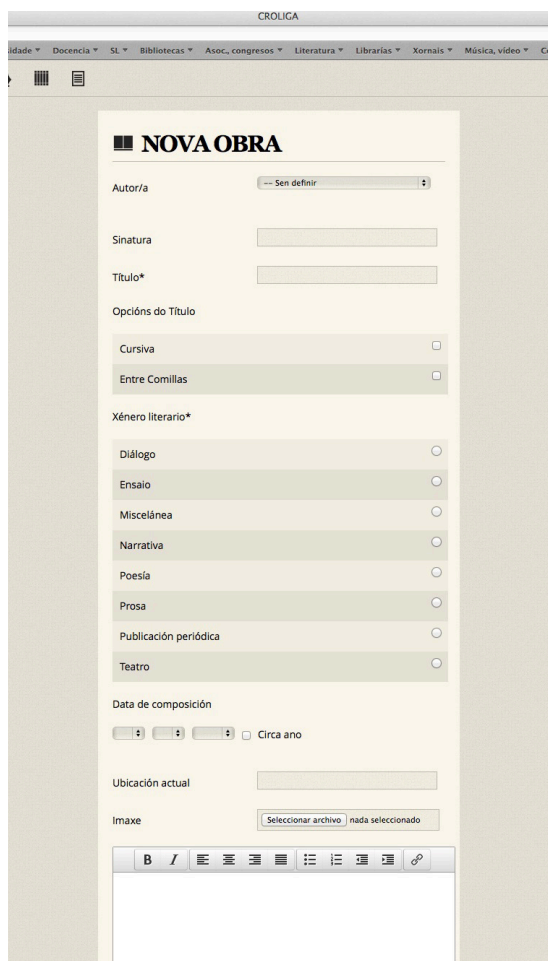 CROLIGA
sidade Docencia SL Bibliotecas Asoc., congresos Literatura Librarías Xornais Música, vídeo
NOVA OBRA
Autor/a -- Sen definir
Sinatura
Título*
Opcións do Título
Cursiva
Entre Comillas
Xénero literario*
Diálogo
Ensaio
Miscelánea
Narrativa
Poesía
Prosa
Publicación periódica
Teatro
Data de composición
Circa ano
Ubicación actual
Imaxe Seleccionar archivo nada seleccionado
B I